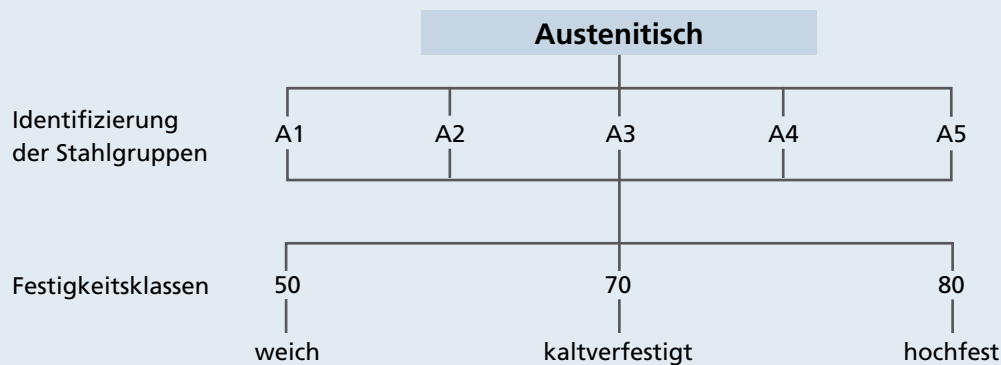 Austenitisch
Identifizierung
der Stahlgruppen
A1 A2 A3 A4 A5
Festigkeitsklassen
50 70 80
weich kaltverfestigt hochfest